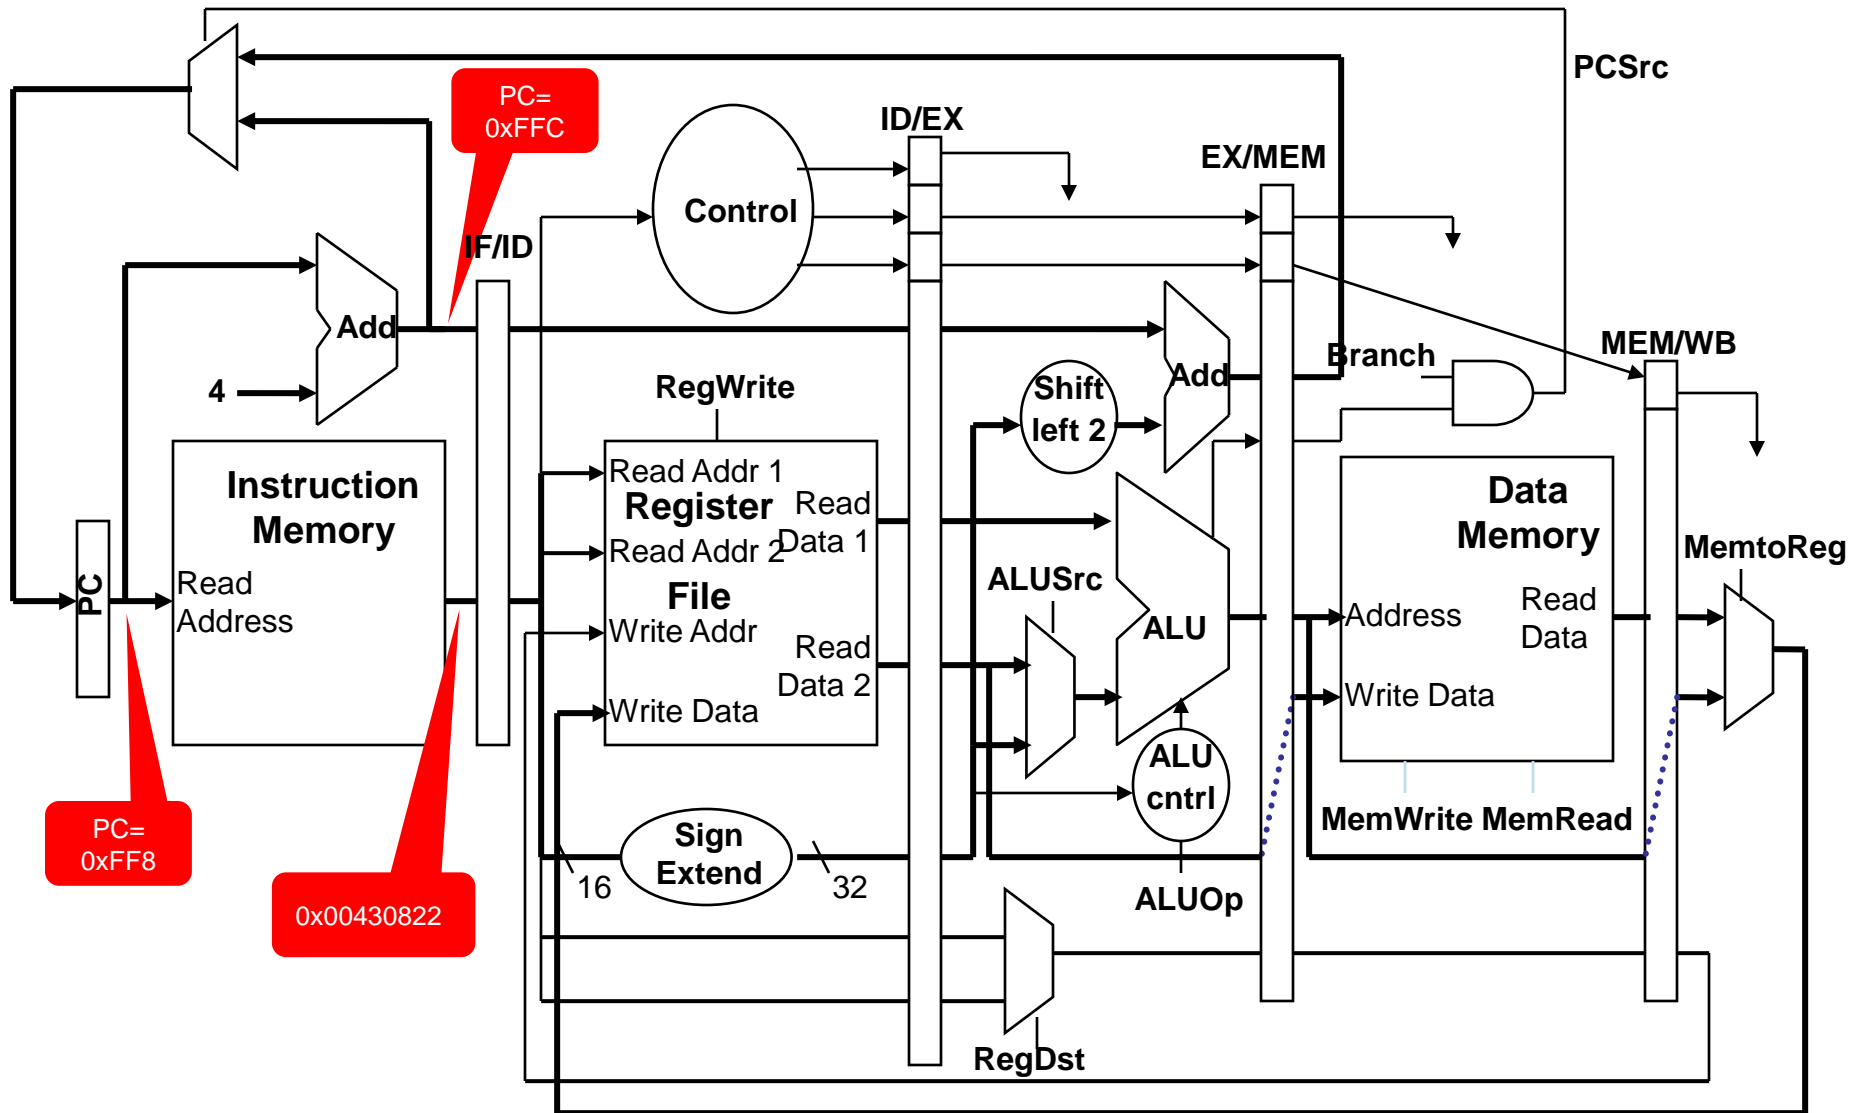 PCSrc
PC=
0xFFC
ID/EX
EX/MEM
Control
IF/ID
Add
4
RegWrite
Shift
left 2
Add
Branch
MEM/WB
Instruction
Memory
Read
Address
PC
Read Addr 1
Register
Read
Data 1
Read Addr 2
File
Write Addr
Read
Data 2
Write Data
ALUSrc
ALU
Data
Memory
Address
Read
Data
Write Data
MemtoReg
ALU
cntrl
MemWrite MemRead
PC=
0xFF8
Sign
Extend
16
32
ALUOp
0x00430822
RegDst